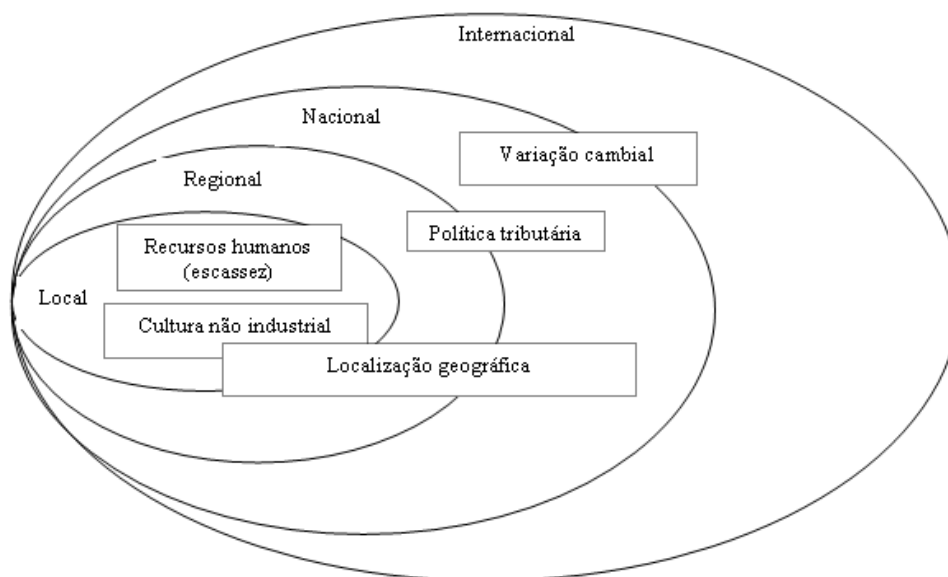 Internacional
Nacional
Variação cambial
Regional
Política tributária
Recursos humanos
(escassez)
Local
Cultura não industrial
Localização geográfica